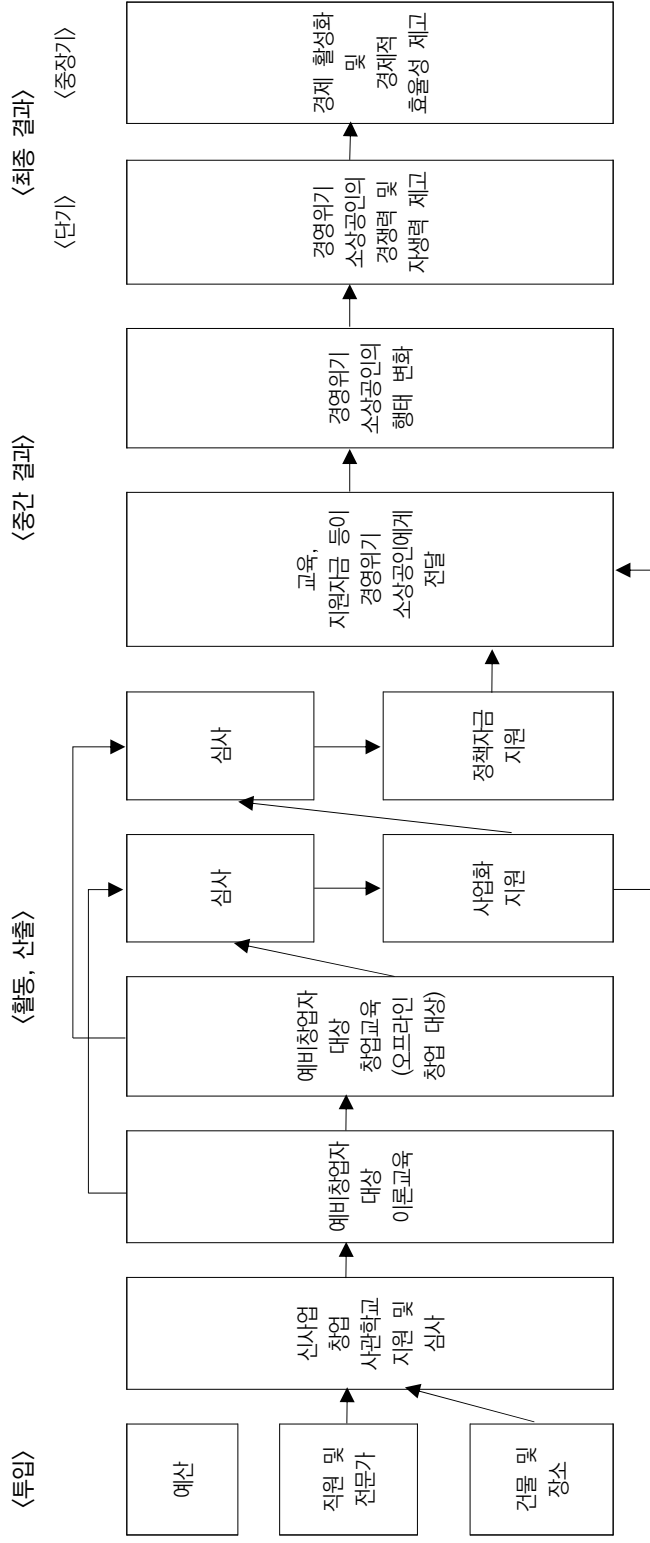 <투입>
<활동, 산출>
<중간 결과>
<최종 결과>
<단기>
<중장기>
예산
직원 및
전문가
건물 및
장소
신사업
창업
사관학교
지원 및
심사
예비창업자
대상
이론교육
예비창업자
대상
창업교육
(오프라인
창업 대상)
심사
사업화
지원
심사
정책자금
지원
교육,
지원자금 등이
경영위기
소상공인에게
전달
경영위기
소상공인의
행태 변화
경영위기
소상공인의
경쟁력 및
자생력 제고
경제 활성화
및
경제적
효율성 제고